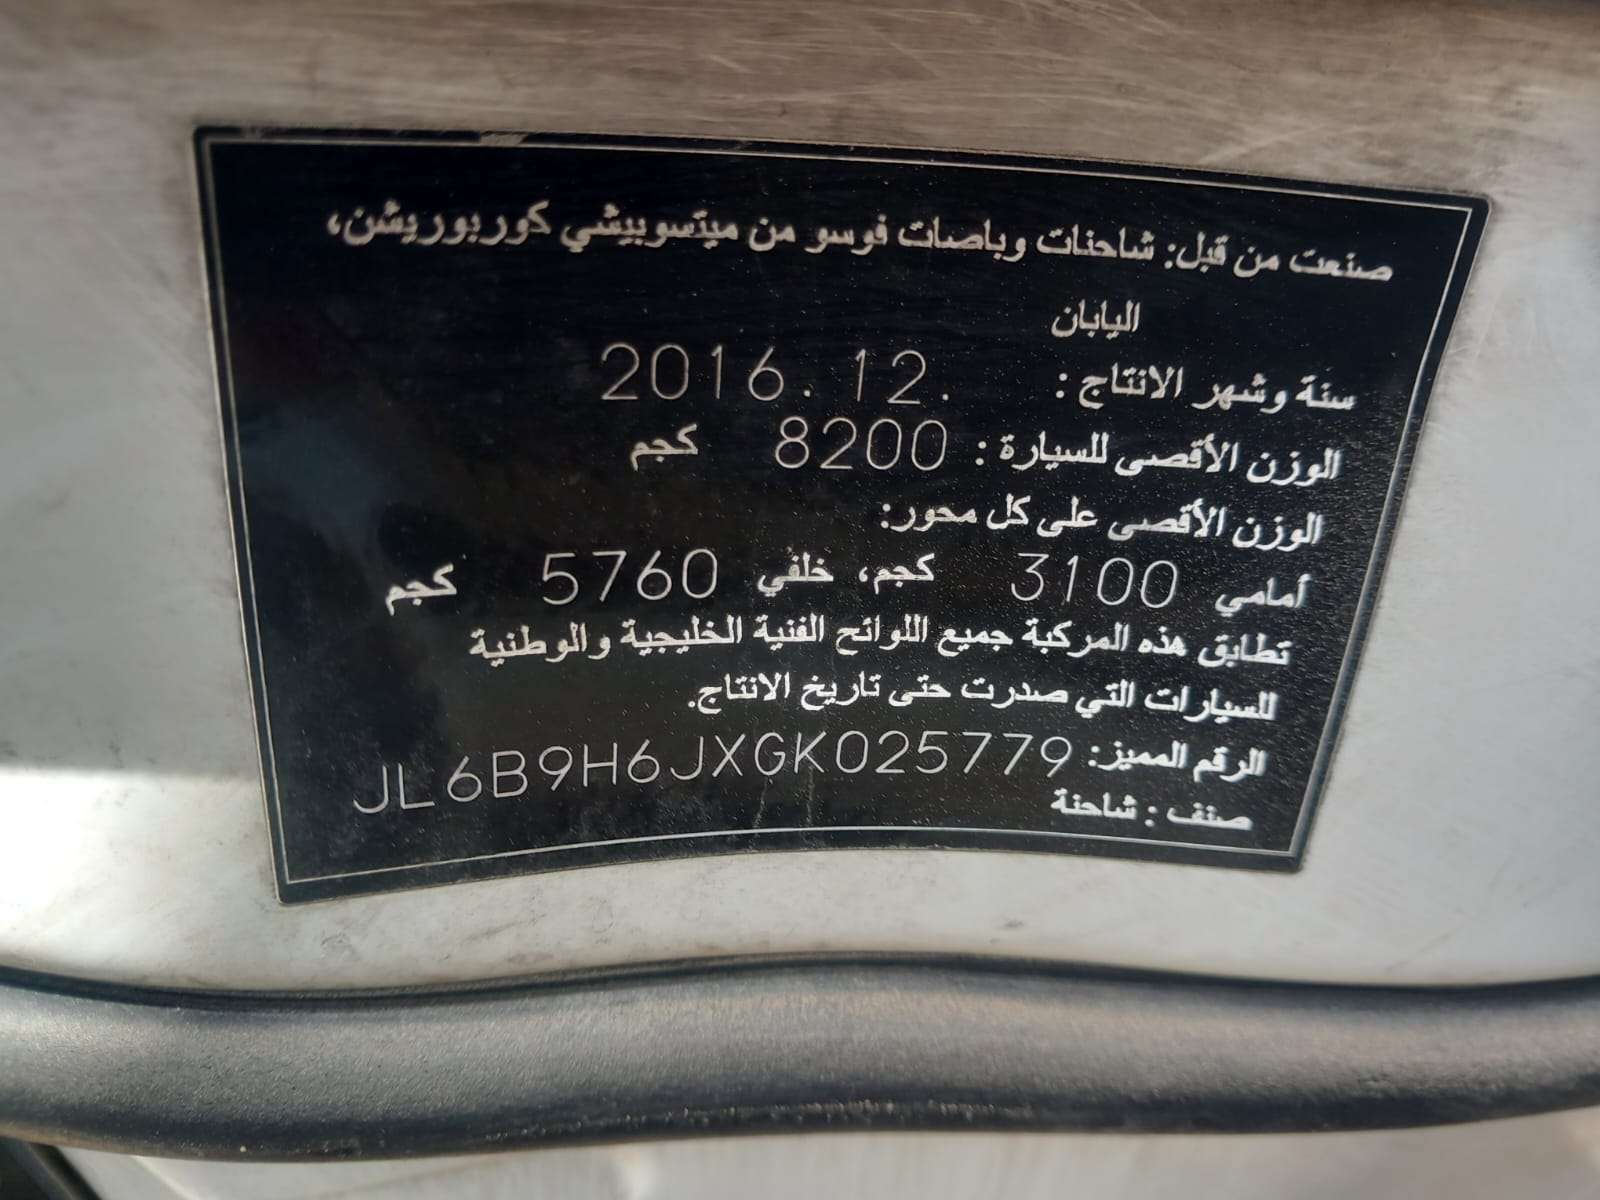 صنعت من قبل: شاحنات وباصات فوسو من ميتسوبيشي كوربوريشن،
اليابان
سنة وشهر الانتاج : 2016.12.
الوزن الأقصى للسيارة : 8200 كجم
الوزن الأقصى على كل محور:
أمامي 3100 كجم، خلفي 5760 كجم
تطابق هذه المركبة جميع اللوائح الفنية الخليجية والوطنية
للسيارات التي صدرت حتى تاريخ الانتاج.
الرقم المميز: JL6B9H6JXGK025779
صنف : شاحنة